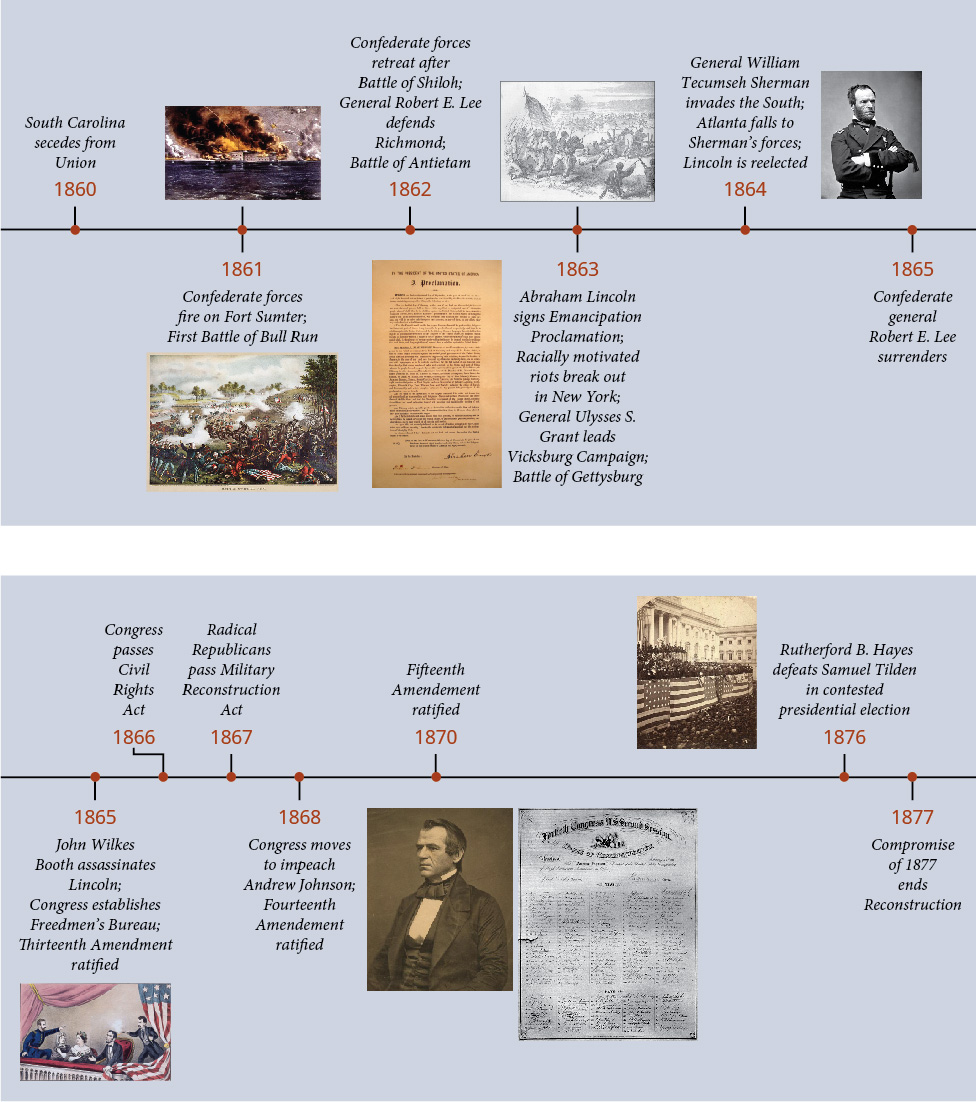 South Carolina
secedes from
Union
1860
1861
Confederate forces
fire on Fort Sumter;
First Battle of Bull Run
Confederate forces
retreat after
Battle of Shiloh;
General Robert E. Lee
defends
Richmond;
Battle of Antietam
1862
BY THE PRESIDENT OF THE UNITED STATES OF AMERICA.
A Proclamation.
1863
Abraham Lincoln
signs Emancipation
Proclamation;
Racially motivated
riots break out
in New York;
General Ulysses S.
Grant leads
Vicksburg Campaign;
Battle of Gettysburg
General William
Tecumseh Sherman
invades the South;
Atlanta falls to
Sherman's forces;
Lincoln is reelected
1864
1865
Confederate
general
Robert E. Lee
surrenders
1865
John Wilkes
Booth assassinates
Lincoln;
Congress establishes
Freedmen's Bureau;
Thirteenth Amendment
ratified
Congress
passes
Civil
Rights
Act
1866
Radical
Republicans
pass Military
Reconstruction
Act
1867
1868
Congress moves
to impeach
Andrew Johnson;
Fourteenth
Amendement
ratified
Fifteenth
Amendement
ratified
1870
Rutherford B. Hayes
defeats Samuel Tilden
in contested
presidential election
1876
1877
Compromise
of 1877
ends
Reconstruction